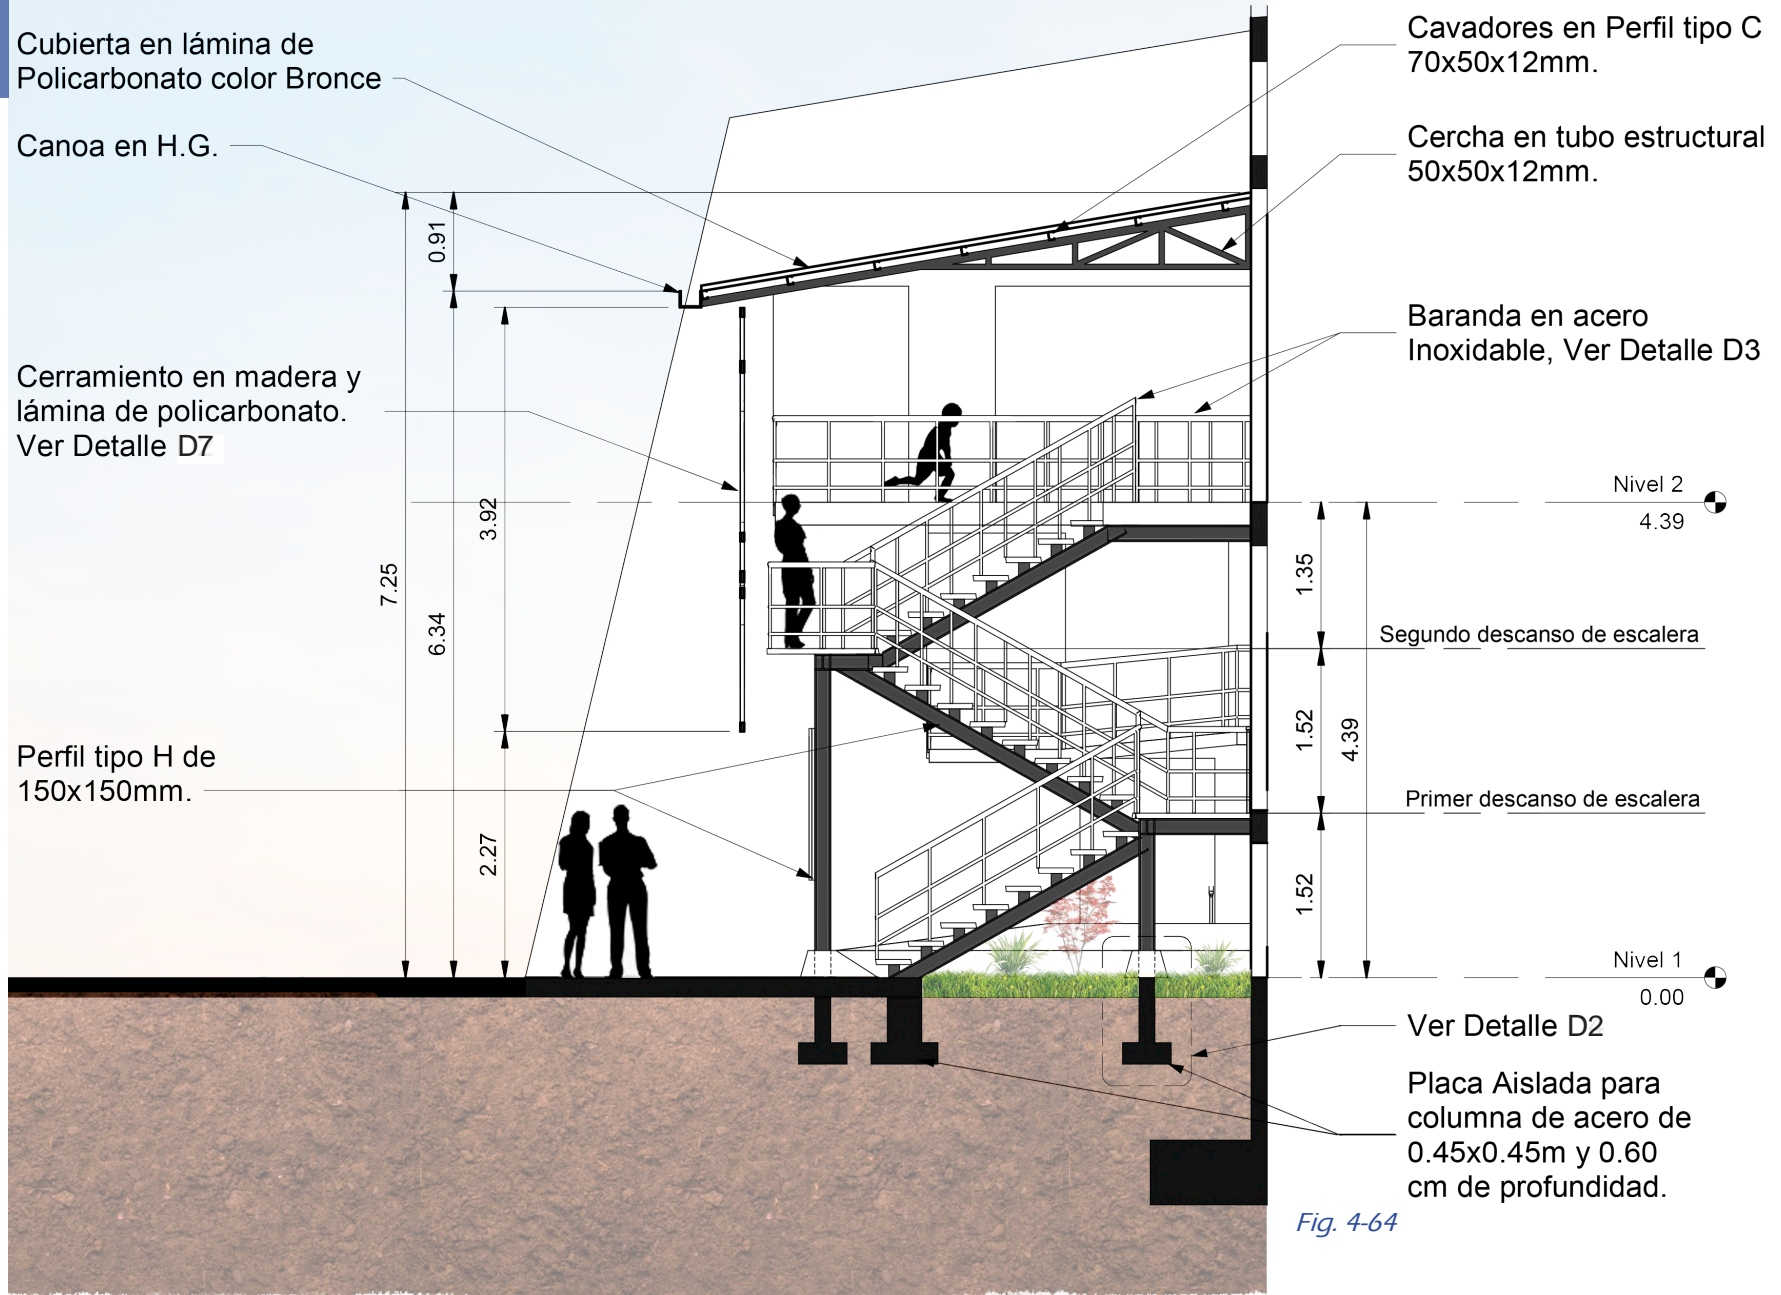 Cubierta en lámina de
Policarbonato color Bronce
Canoa en H.G.
Cerramiento en madera y
lámina de policarbonato.
Ver Detalle D7
Perfil tipo H de
150x150mm.
7.25
0.91
6.34
3.92
2.27
Cavadores en Perfil tipo C
70x50x12mm.
Cercha en tubo estructural
50x50x12mm.
Baranda en acero
Inoxidable, Ver Detalle D3
Nivel 2
4.39
1.35
Segundo descanso de escalera
1.52
4.39
Primer descanso de escalera
1.52
Nivel 1
0.00
Ver Detalle D2
Placa Aislada para
columna de acero de
0.45x0.45m y 0.60
cm de profundidad.
Fig. 4-64